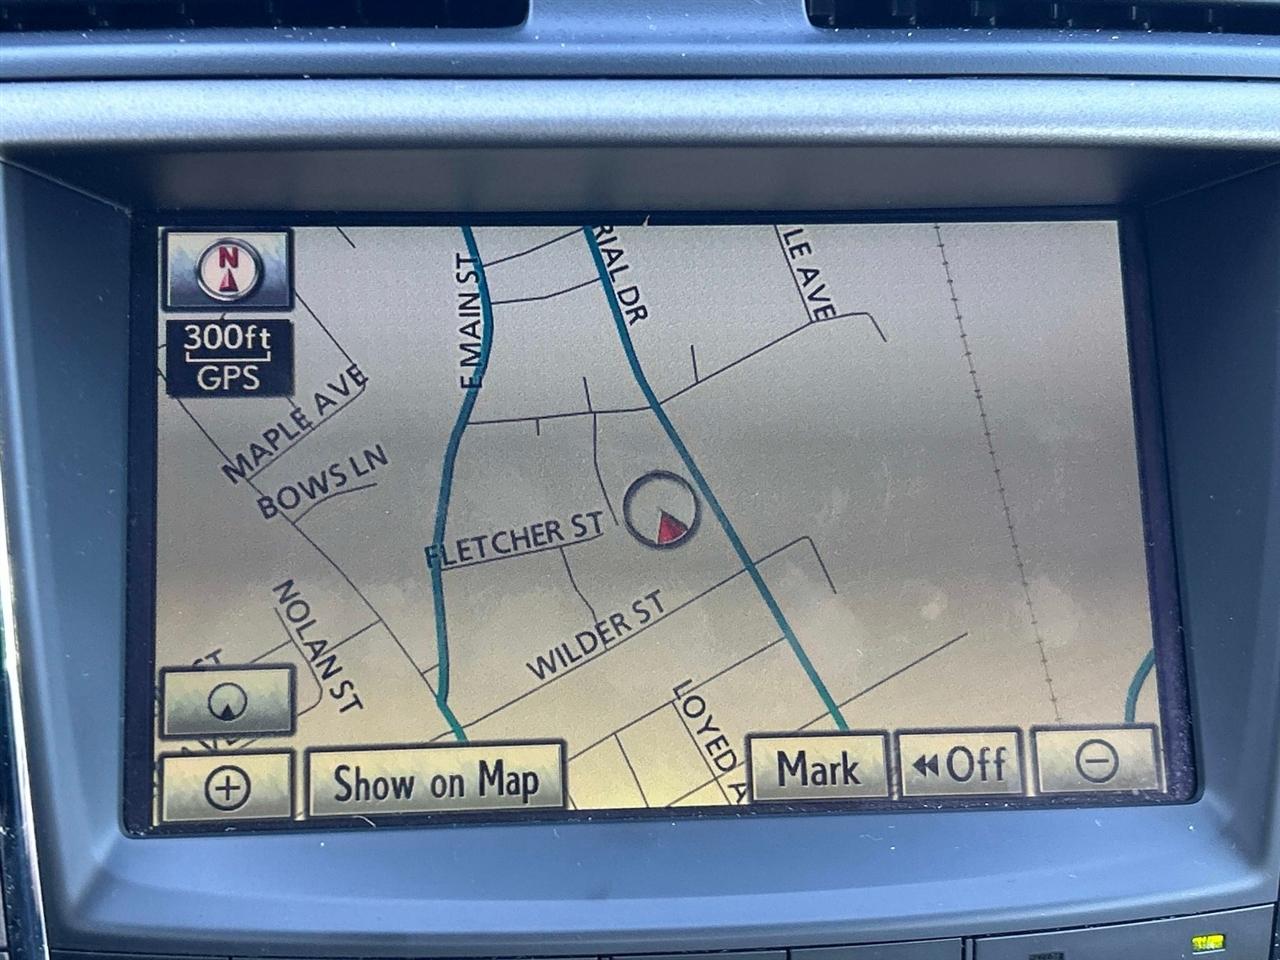 N
300ft
GPS
E MAIN ST
RIAL DR
LE AVE
MAPLE AVE
BOWS LN
FLETCHER ST
NOLAN ST
WILDER ST
ST
LOYED A
Show on Map
Mark
Off